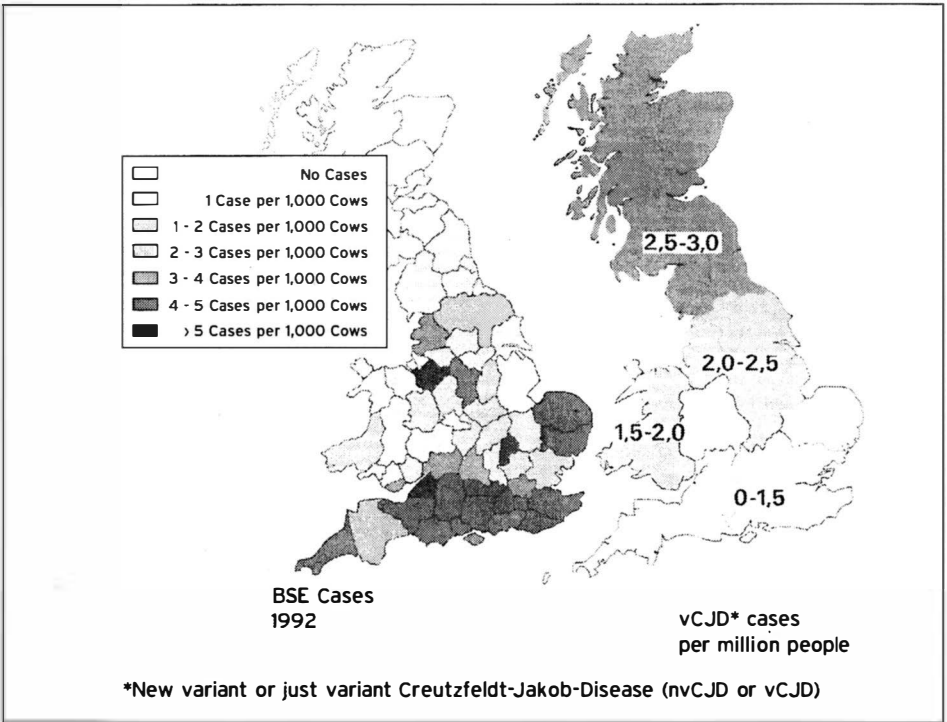 No Cases
1 Case per 1,000 Cows
1 - 2 Cases per 1,000 Cows
2 - 3 Cases per 1,000 Cows
3 - 4 Cases per 1,000 Cows
4 - 5 Cases per 1,000 Cows
> 5 Cases per 1,000 Cows
2,5-3,0
2,0-2,5
1,5-2,0
0-1,5
BSE Cases
1992
vCJD* cases
per million people
*New variant or just variant Creutzfeldt-Jakob-Disease (nvCJD or vCJD)